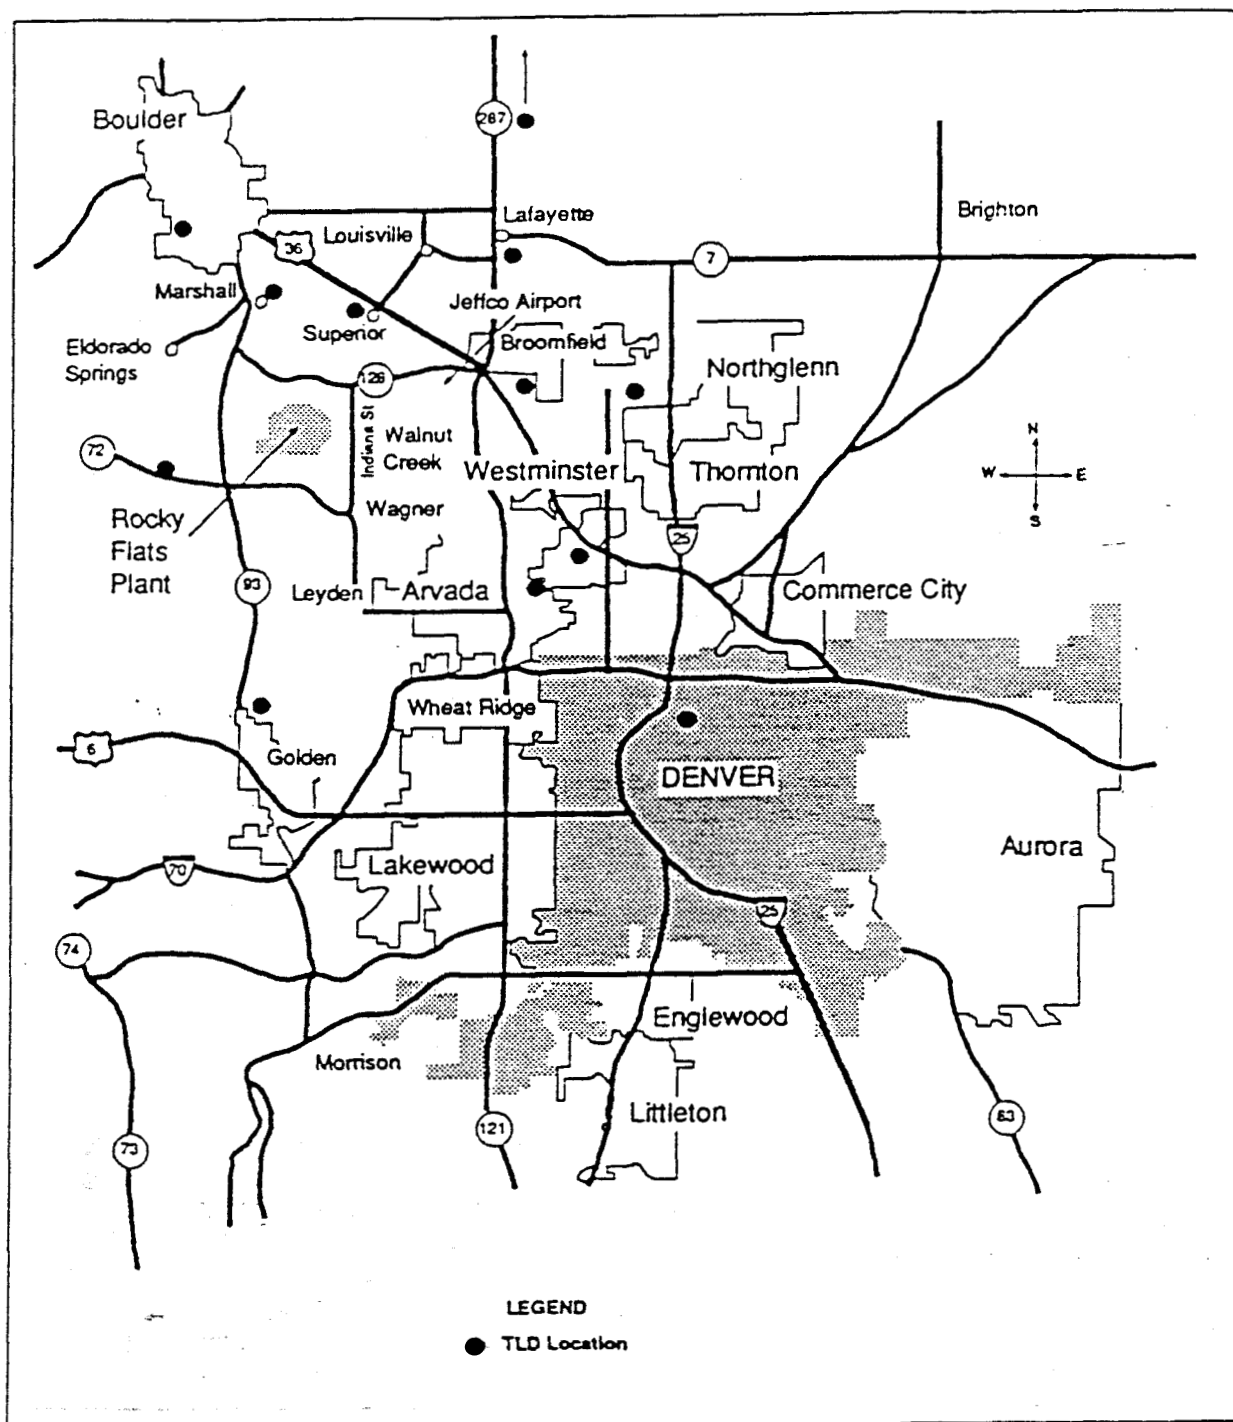 Boulder
287
Lafayette
Brighton
Louisville
36
7
Marshall
Jeffco Airport
Superior
Broomfield
Eldorado
Springs
Northglenn
128
Indiana St
Walnut
Creek
N
W
E
S
72
Westminster
Thornton
Wagner
Rocky
Flats
Plant
25
93
Leyden
Arvada
Commerce City
Wheat Ridge
6
Golden
DENVER
Aurora
70
Lakewood
25
74
Englewood
Morrison
Littleton
121
83
73
LEGEND
TLD Location